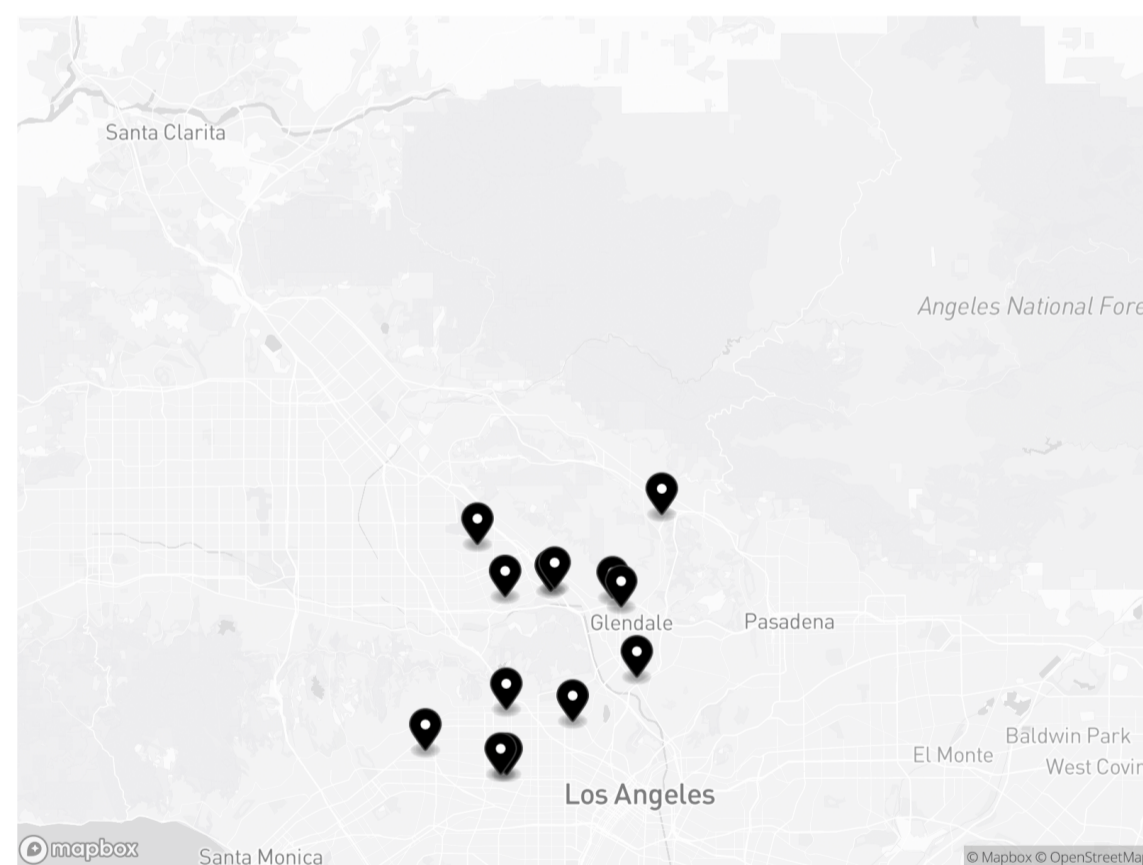 Santa Clarita
Angeles National Fore
Glendale
Pasadena
Baldwin Park
El Monte
West Covir
Los Angeles
mapbox
Santa Monica
© Mapbox © OpenStreetMa